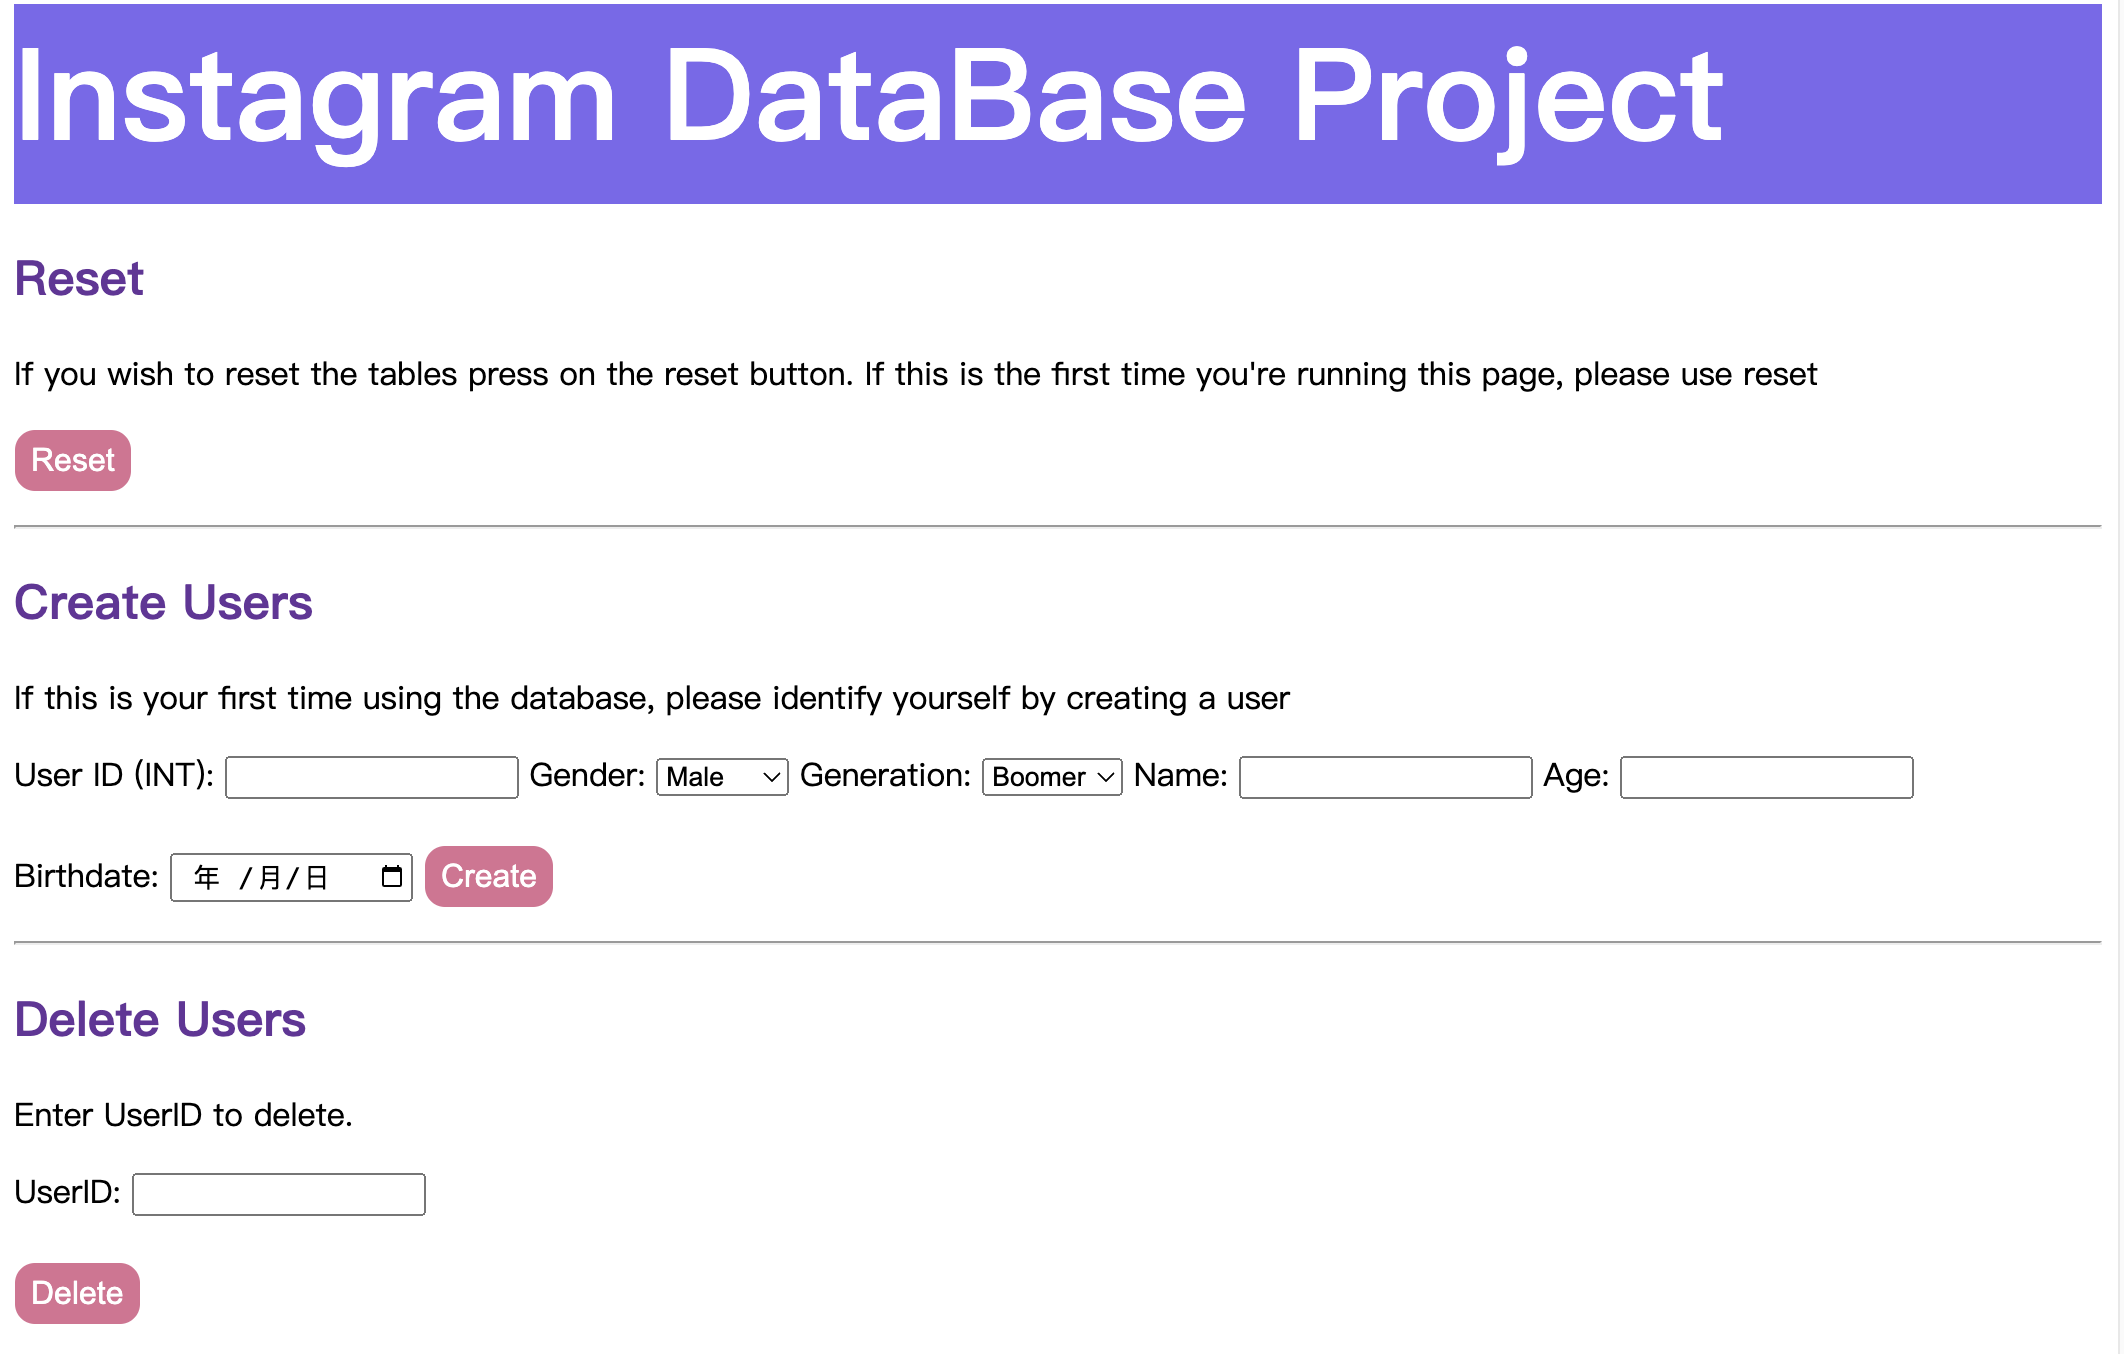 Instagram DataBase Project
Reset
If you wish to reset the tables press on the reset button. If this is the first time you're running this page, please use reset
Reset
Create Users
If this is your first time using the database, please identify yourself by creating a user
User ID (INT): Gender: Male Generation: Boomer Name: Age:
Birthdate: 年 /月/日 Create
Delete Users
Enter UserID to delete.
UserID:
Delete